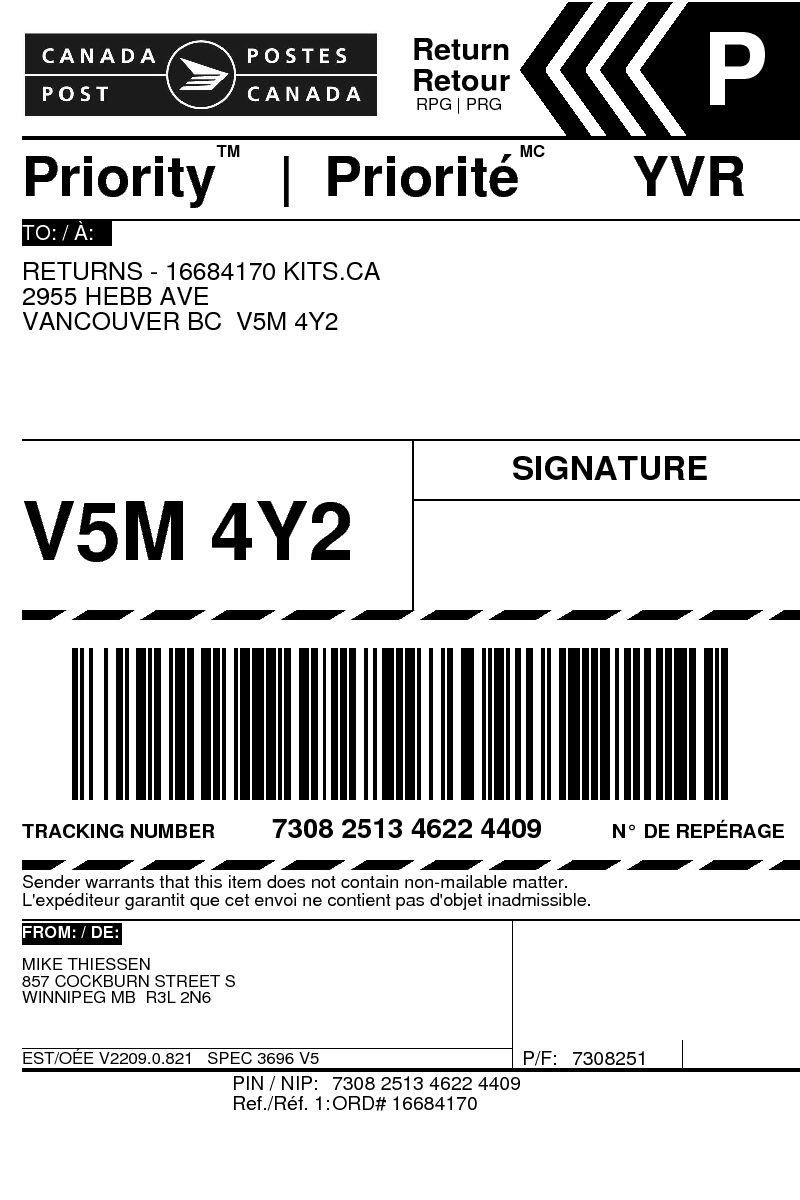 CANADA POST
POSTES CANADA
Return
Retour
RPG | PRG
P
Priority™ | Priorité MC YVR
TO: / À:
RETURNS - 16684170 KITS.CA
2955 HEBB AVE
VANCOUVER BC  V5M 4Y2
V5M 4Y2
SIGNATURE
TRACKING NUMBER 7308 2513 4622 4409 N° DE REPÉRAGE
Sender warrants that this item does not contain non-mailable matter.
L'expéditeur garantit que cet envoi ne contient pas d'objet inadmissible.
FROM: / DE:
MIKE THIESSEN
857 COCKBURN STREET S
WINNIPEG MB  R3L 2N6
EST/OÉE V2209.0.821   SPEC 3696 V5
P/F: 7308251
PIN / NIP: 7308 2513 4622 4409
Ref./Réf. 1:ORD# 16684170